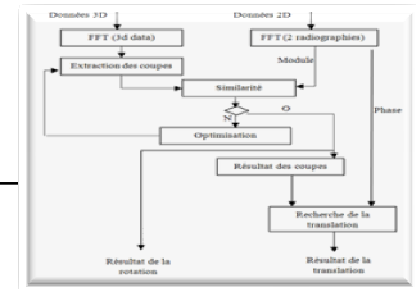 Données 3D
Données 2D
FFT (3d data)
FFT (2 radiographies)
Extraction des coupes
Module
Similarité
O
N
Phase
Optimisation
Résultat des coupes
Recherche de la
translation
Résultat de la
rotation
Résultat de la
translation